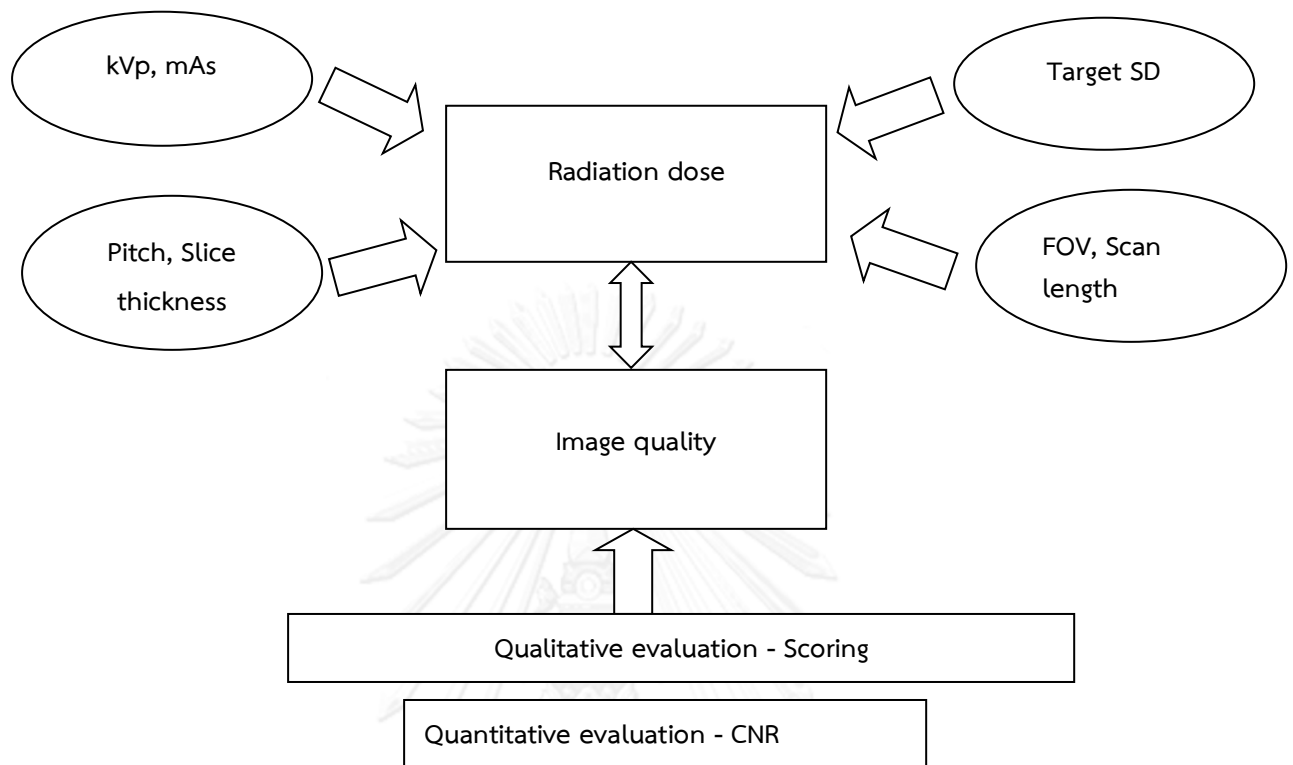 kVp, mAs
Target SD
Radiation dose
Pitch, Slice
thickness
FOV, Scan
length
Image quality
Qualitative evaluation - Scoring
Quantitative evaluation - CNR